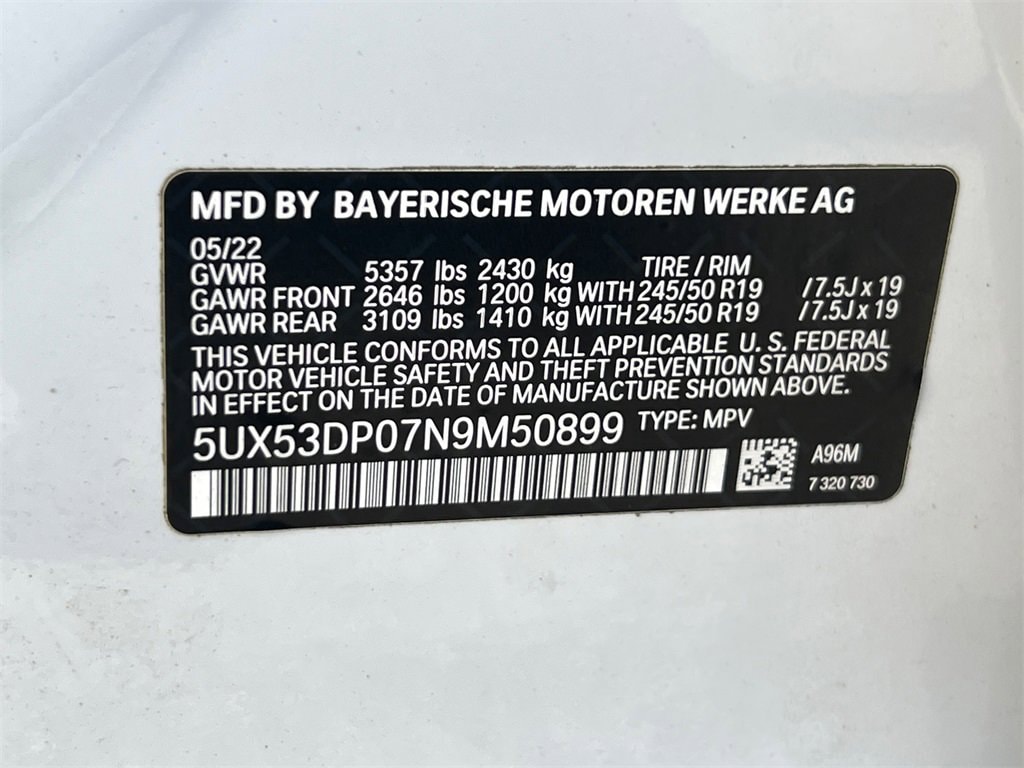 MFD BY BAYERISCHE MOTOREN WERKE AG
05/22
GVWR 5357 lbs 2430 kg TIRE / RIM
GAWR FRONT 2646 lbs 1200 kg WITH 245/50 R19 /7.5J x 19
GAWR REAR 3109 lbs 1410 kg WITH 245/50 R19 /7.5J x 19
THIS VEHICLE CONFORMS TO ALL APPLICABLE U. S. FEDERAL
MOTOR VEHICLE SAFETY AND THEFT PREVENTION STANDARDS
IN EFFECT ON THE DATE OF MANUFACTURE SHOWN ABOVE.
5UX53DP07N9M50899 TYPE: MPV
A96M
7 320 730